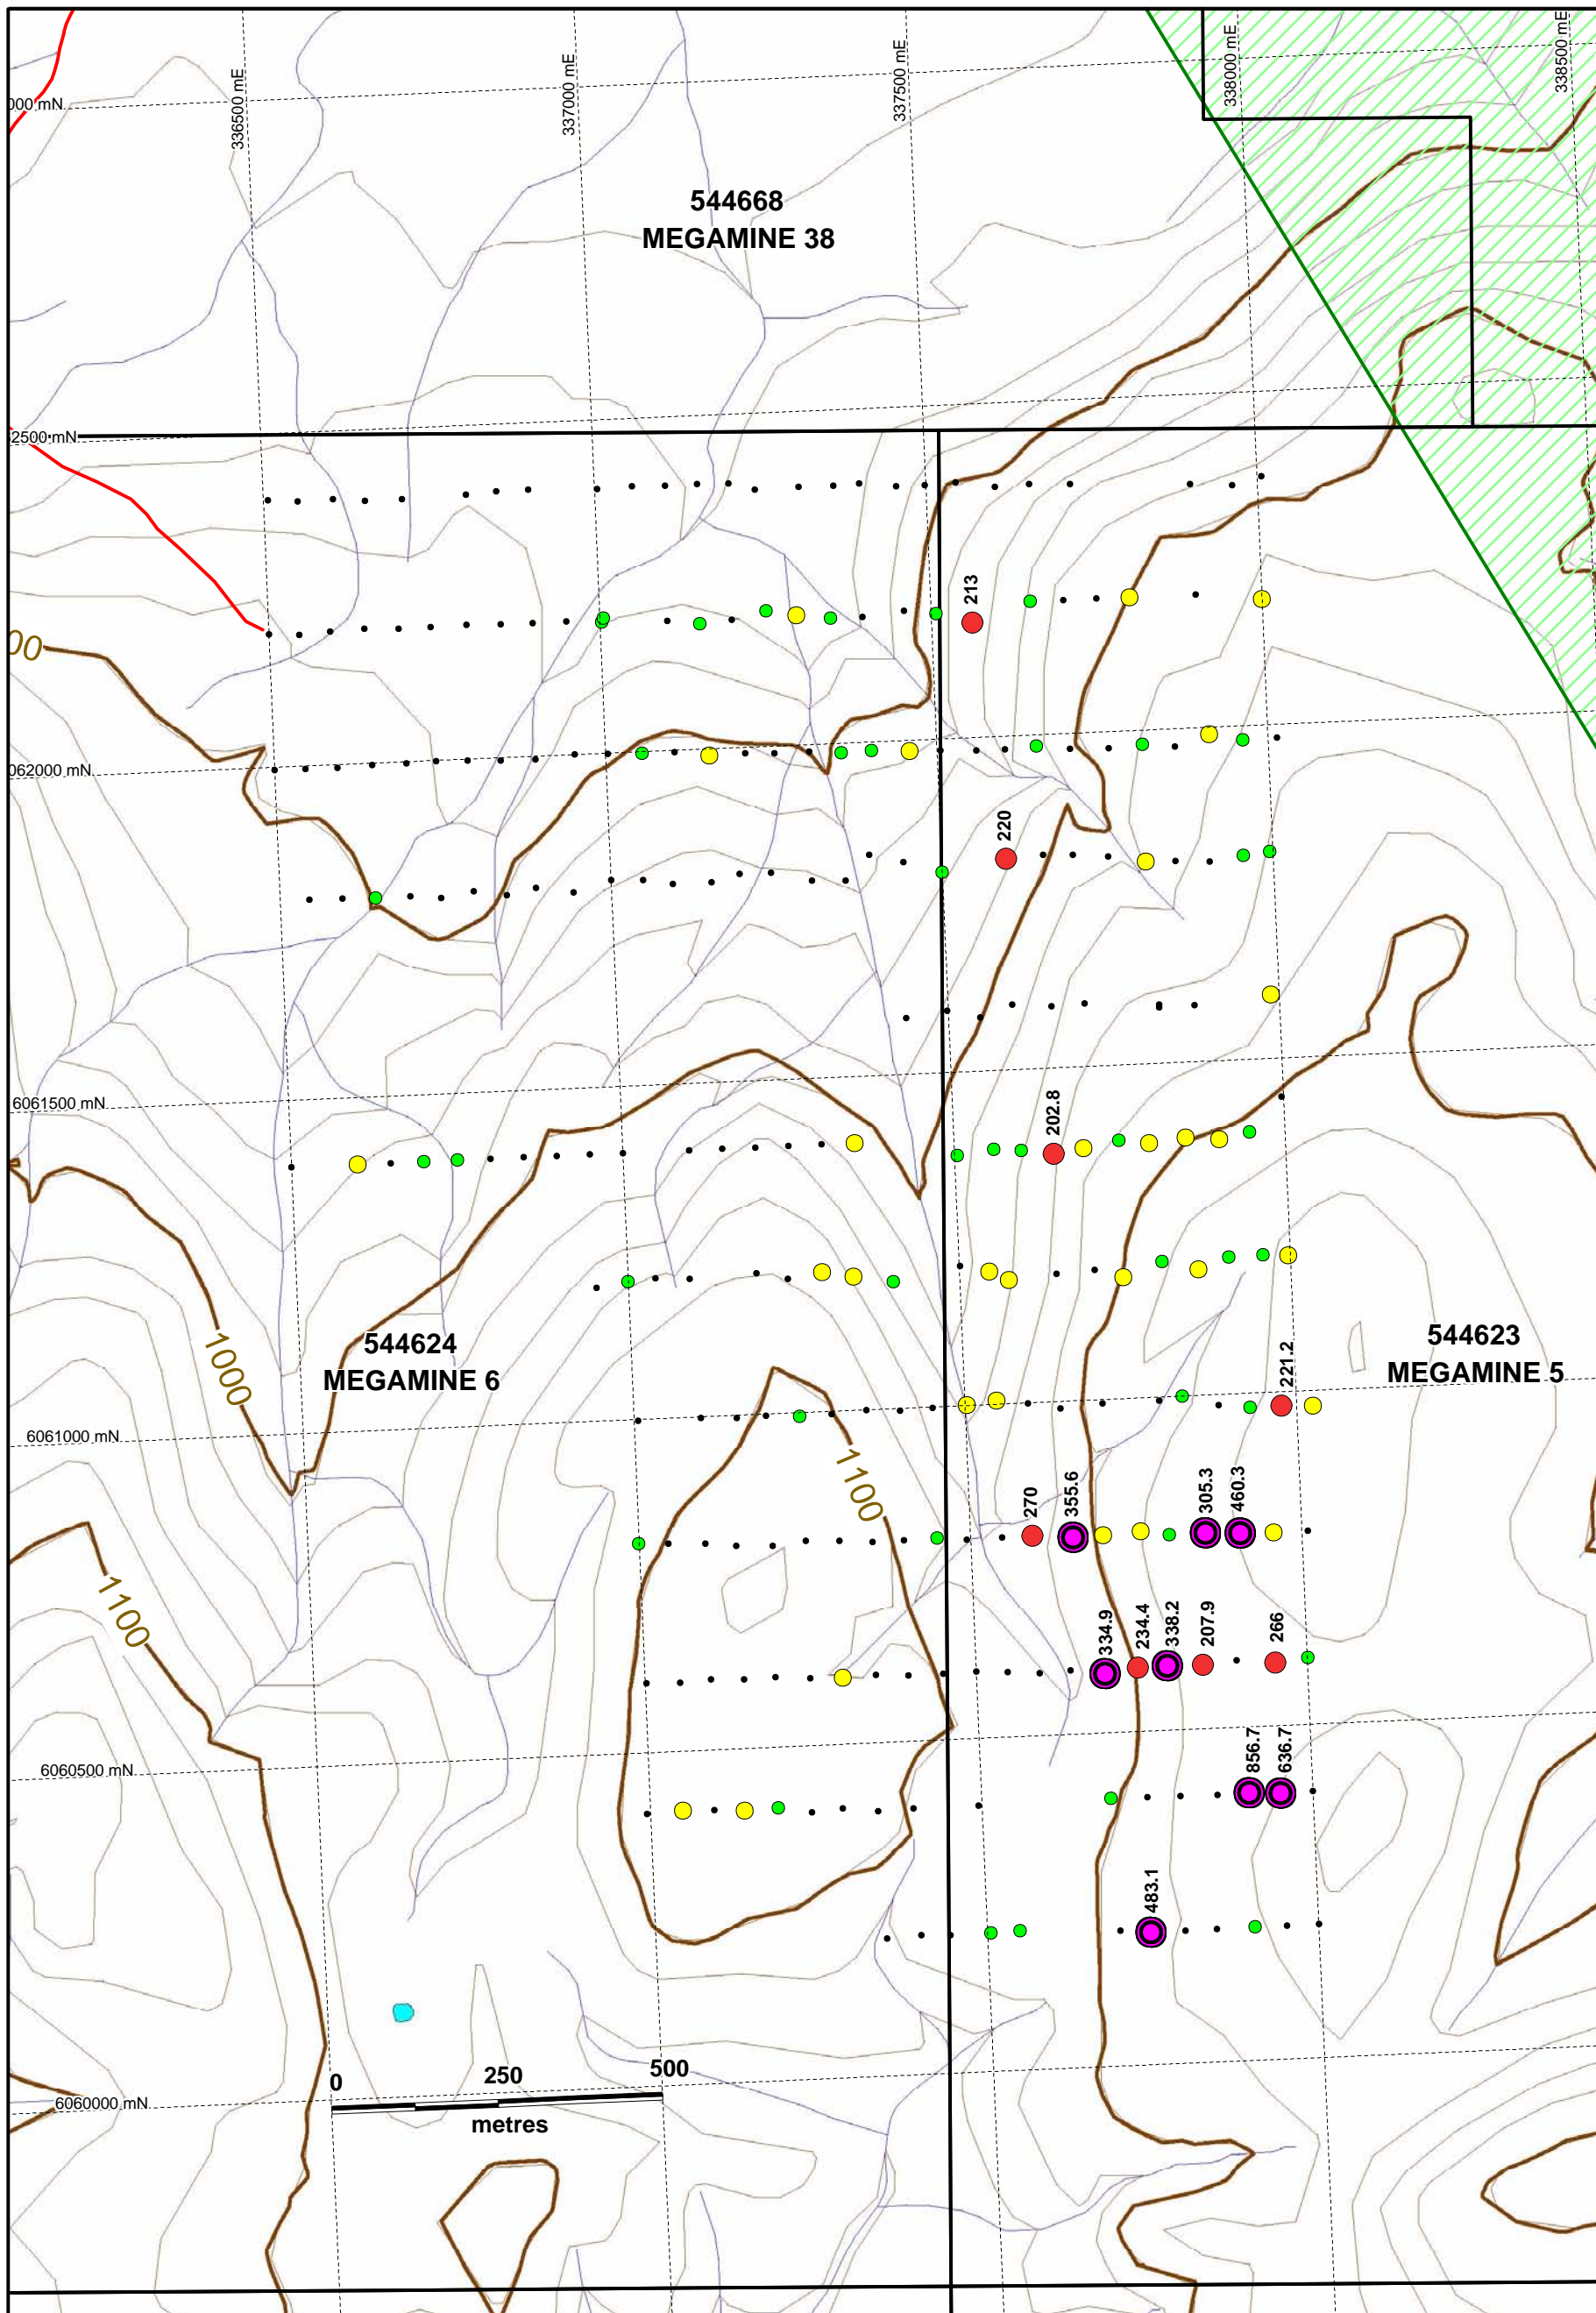 336500 mE
337000 mE
337500 mE
338000 mE
338500 mE
000 mN
544668
MEGAMINE 38
2500 mN
213
00
062000 mN
220
6061500 mN
202.8
544624
MEGAMINE 6
1000
544623
MEGAMINE 5
221.2
6061000 mN
1100
270
355.6
305.3
460.3
1100
334.9
234.4
338.2
207.9
266
6060500 mN
856.7
636.7
483.1
0
250
500
metres
6060000 mN